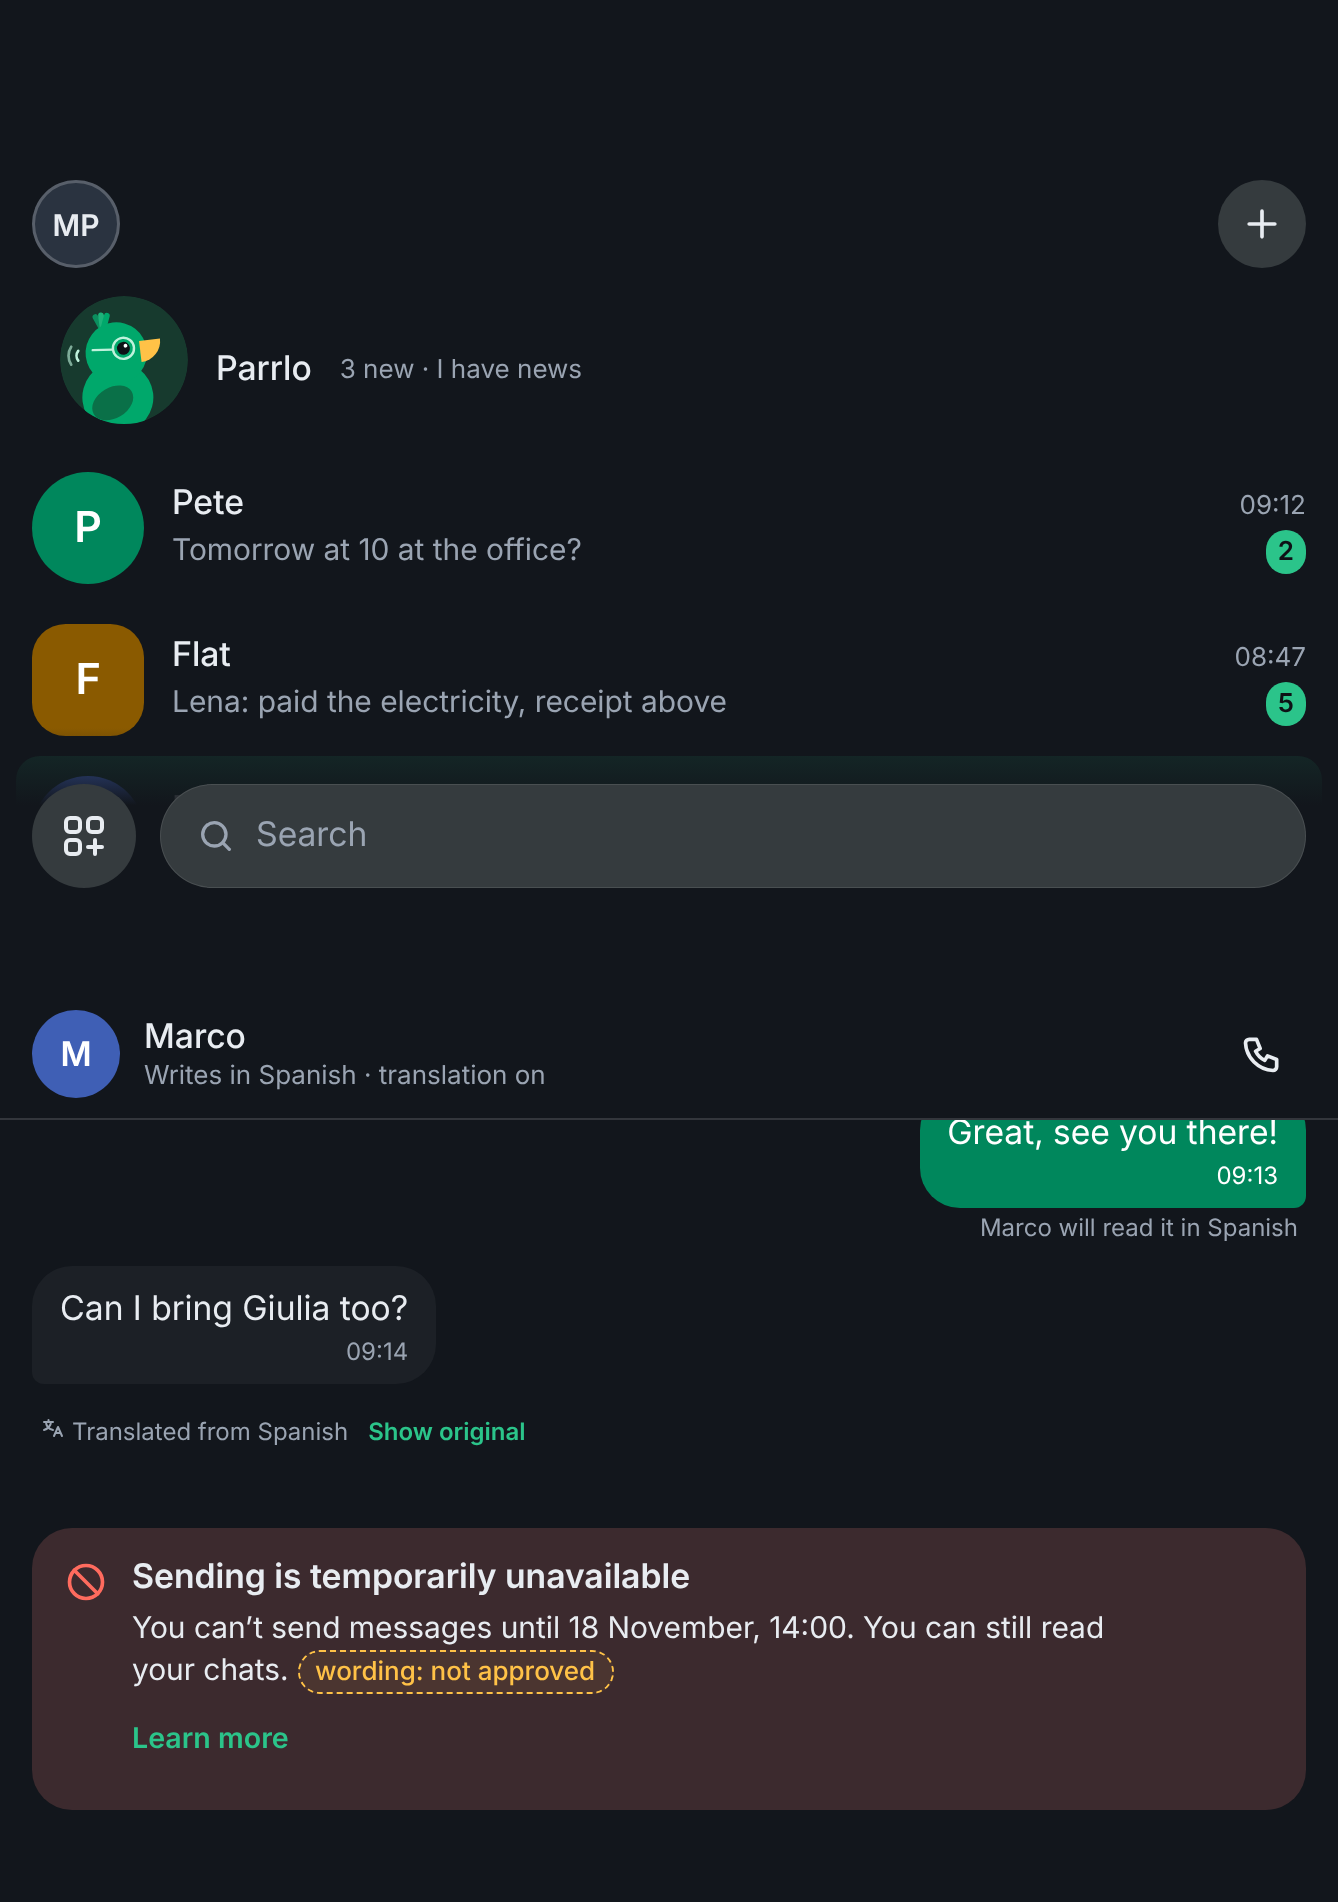 MP
Parrlo 3 new · I have news
Pete 09:12
P
Tomorrow at 10 at the office? 2
Flat 08:47
F
Lena: paid the electricity, receipt above 5
Search
Marco
M
Writes in Spanish · translation on
Great, see you there!
09:13
Marco will read it in Spanish
Can I bring Giulia too?
09:14
Translated from Spanish Show original
Sending is temporarily unavailable
You can’t send messages until 18 November, 14:00. You can still read
your chats. wording: not approved
Learn more